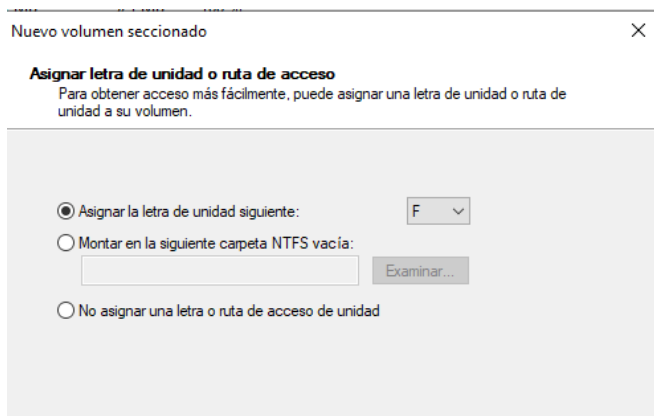 Nuevo volumen seccionado
Asignar letra de unidad o ruta de acceso
Para obtener acceso más fácilmente, puede asignar una letra de unidad o ruta de
unidad a su volumen.
Asignar la letra de unidad siguiente: F
Montar en la siguiente carpeta NTFS vacía:
Examinar...
No asignar una letra o ruta de acceso de unidad